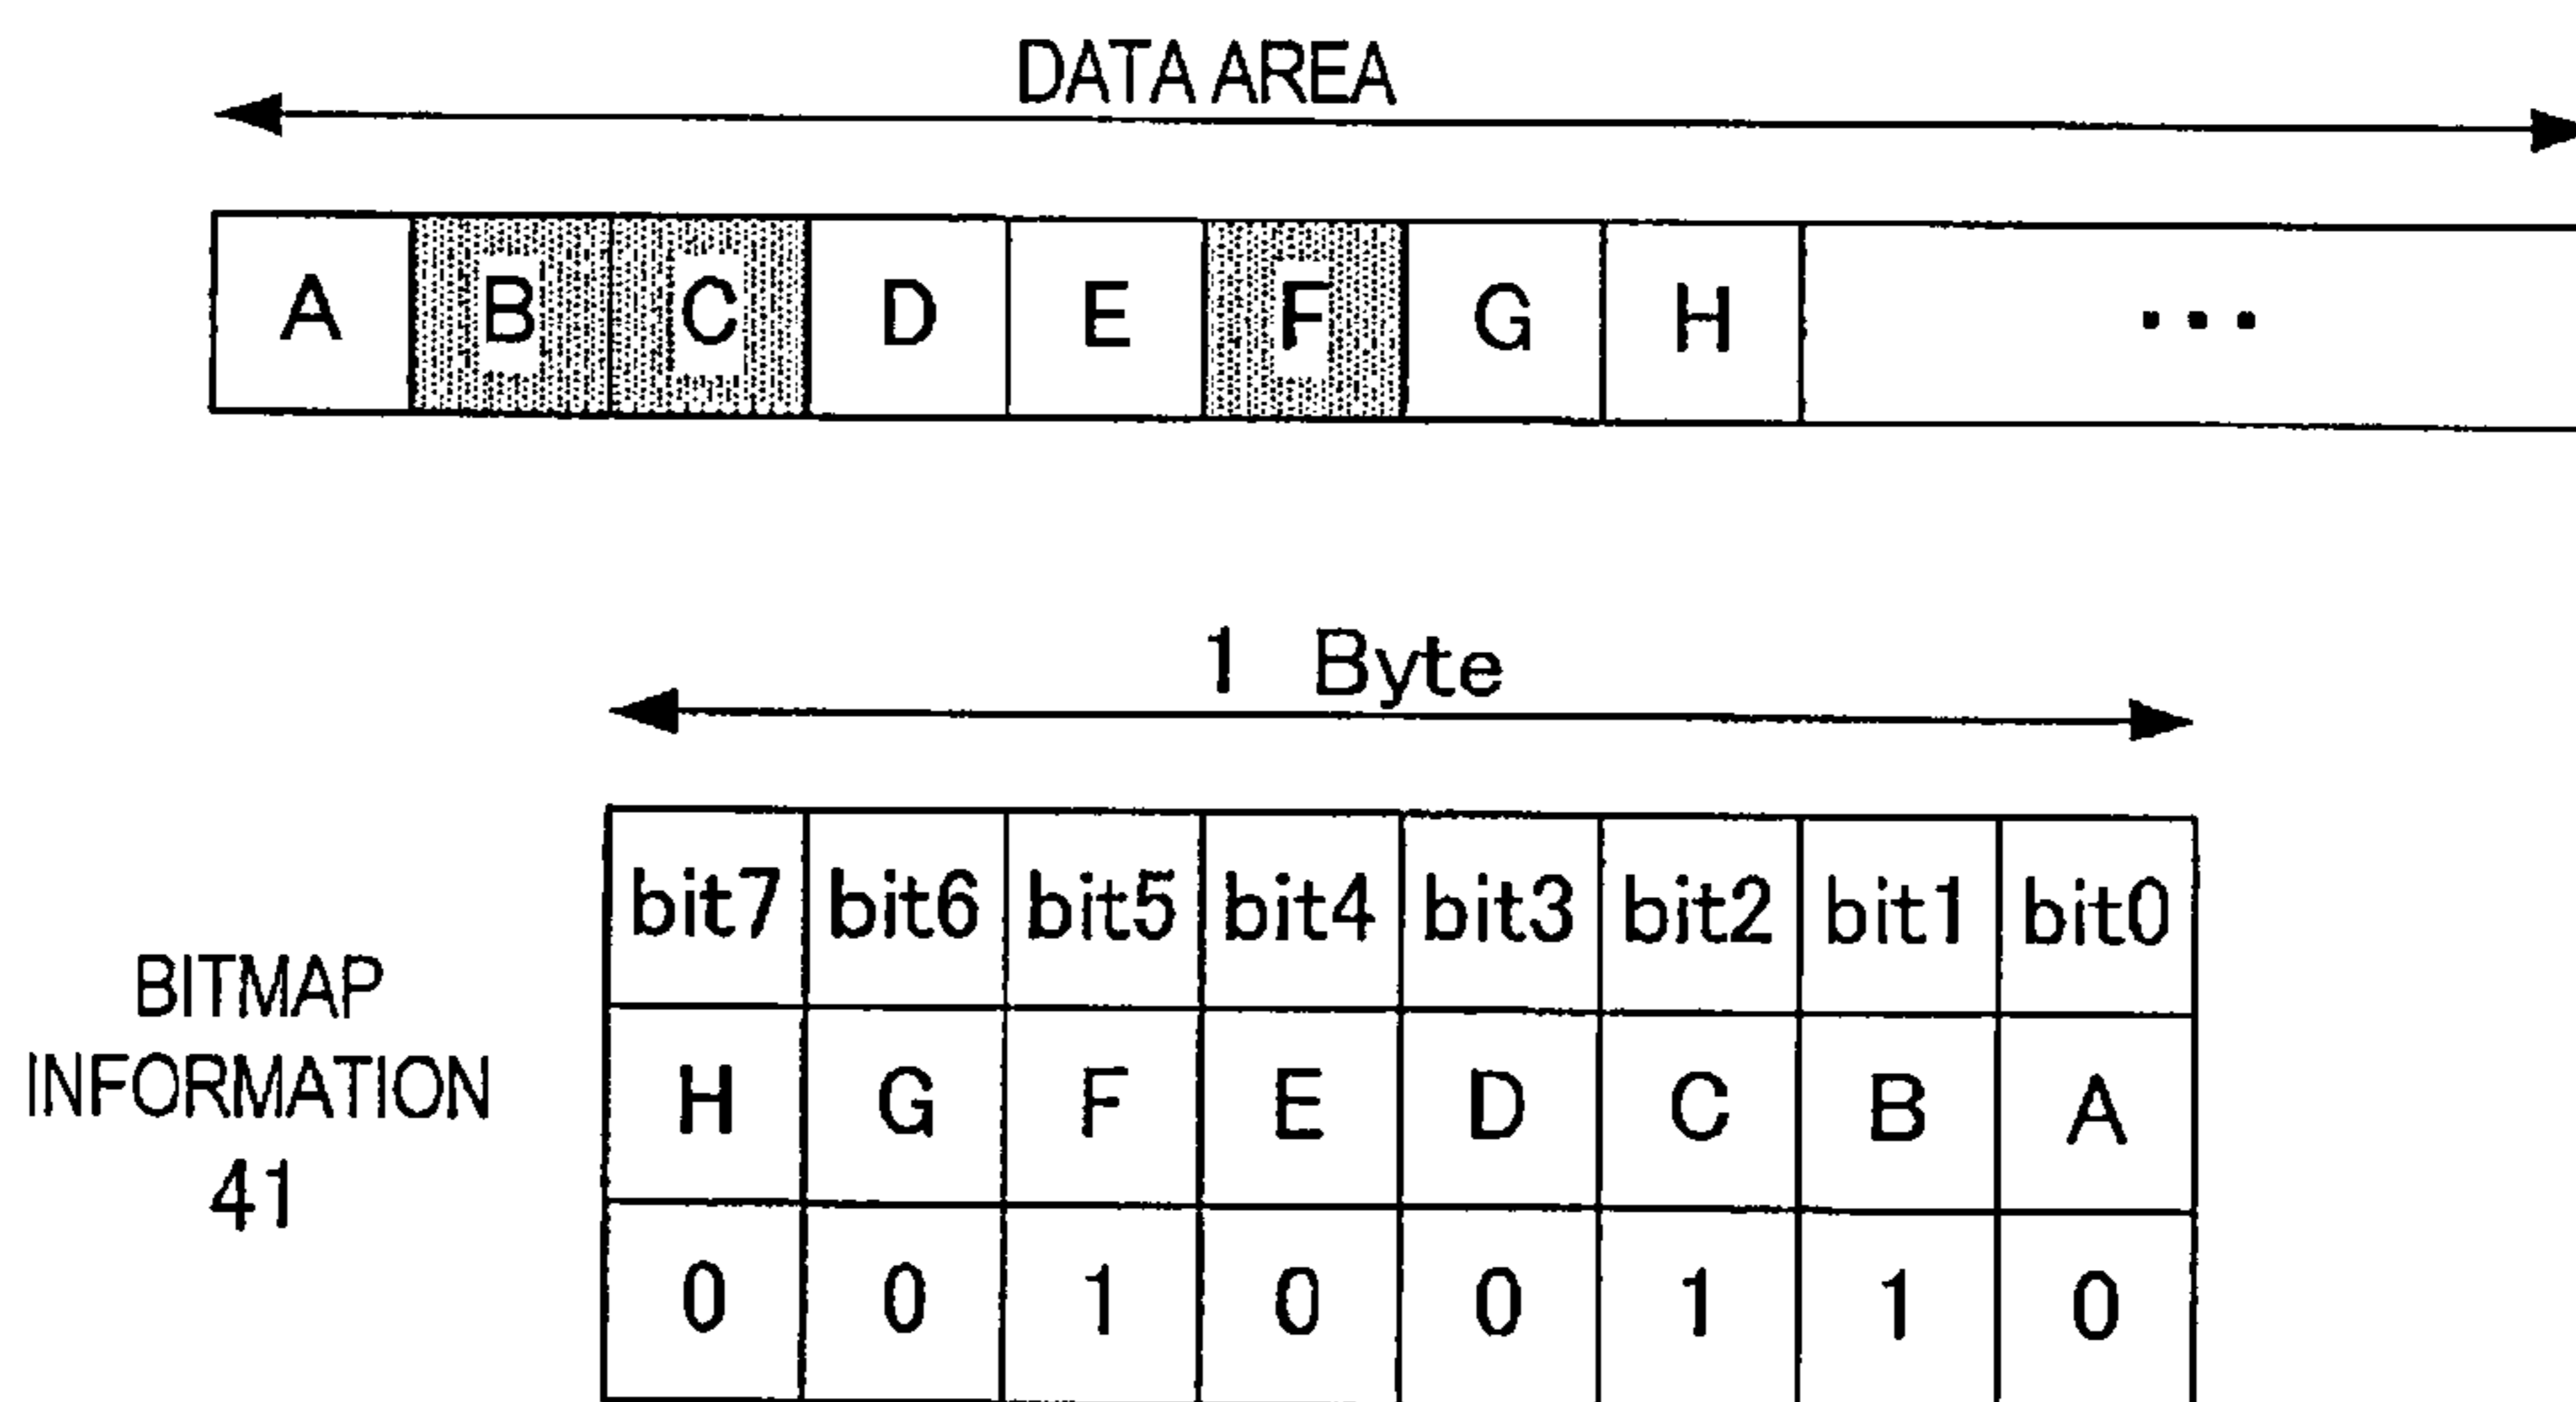 DATA AREA
A B C D E F G H ...
1 Byte
bit7 bit6 bit5 bit4 bit3 bit2 bit1 bit0
H G F E D C B A
0 0 1 0 0 1 1 0
BITMAP
INFORMATION
41